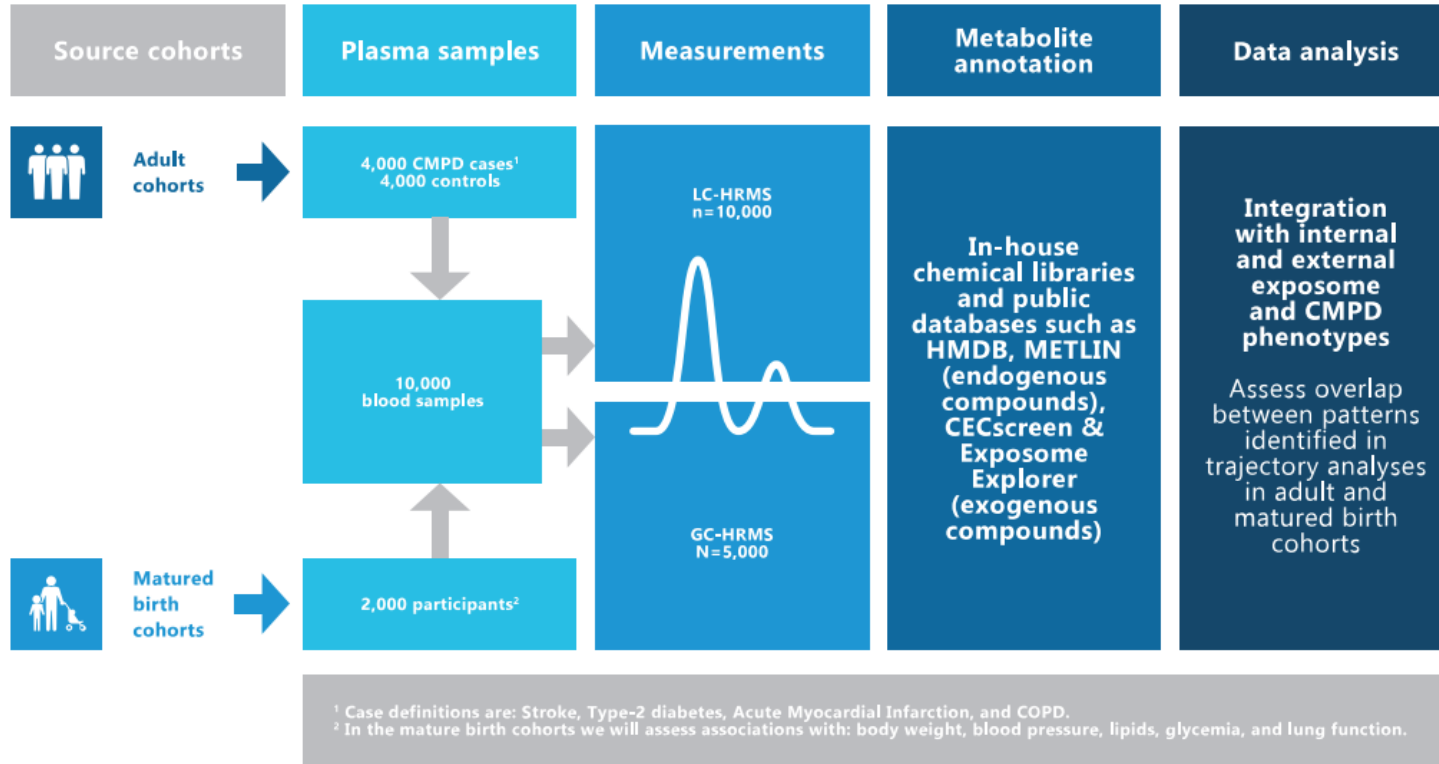 Source cohorts
Plasma samples
Measurements
Metabolite
annotation
Data analysis
Adult
cohorts
4,000 CMPD cases¹
4,000 controls
10,000
blood samples
Matured
birth
cohorts
2,000 participants²
LC-HRMS
n=10,000
GC-HRMS
N=5,000
In-house
chemical libraries
and public
databases such as
HMDB, METLIN
(endogenous
compounds),
CECscreen &
Exposome
Explorer
(exogenous
compounds)
Integration
with internal
and external
exposome
and CMPD
phenotypes
Assess overlap
between patterns
identified in
trajectory analyses
in adult and
matured birth
cohorts
¹ Case definitions are: Stroke, Type-2 diabetes, Acute Myocardial Infarction, and COPD.
² In the mature birth cohorts we will assess associations with: body weight, blood pressure, lipids, glycemia, and lung function.